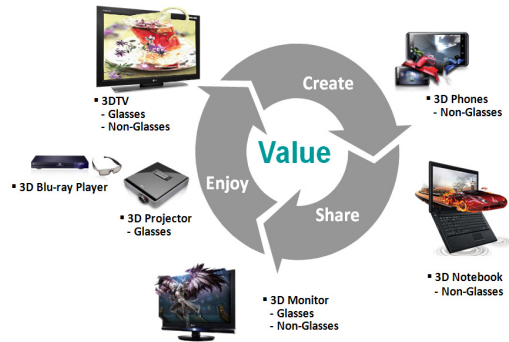 Create
Value
Enjoy
Share
▪ 3DTV
- Glasses
- Non-Glasses
▪ 3D Phones
- Non-Glasses
▪ 3D Blu-ray Player
▪ 3D Projector
- Glasses
▪ 3D Notebook
- Non-Glasses
▪ 3D Monitor
- Glasses
- Non-Glasses